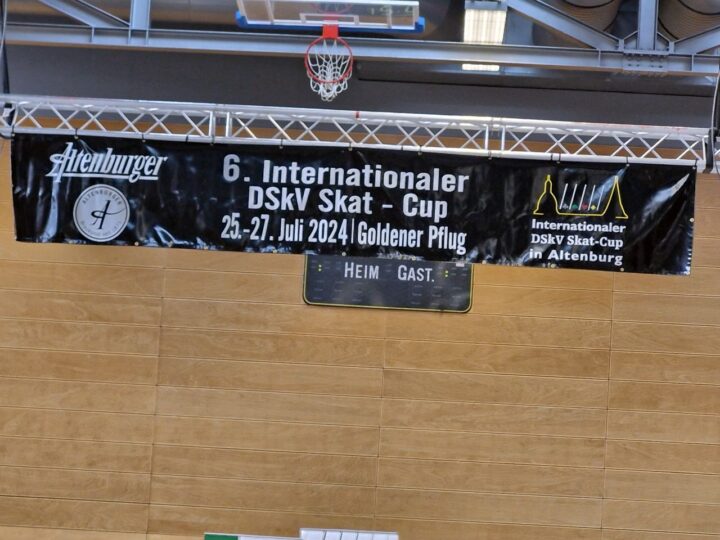 Altenburger
ALTENBURGER
6. Internationaler
DSkV Skat - Cup
25.-27. Juli 2024 | Goldener Pflug
Internationaler
DSkV Skat-Cup
in Altenburg
HEIM GAST.